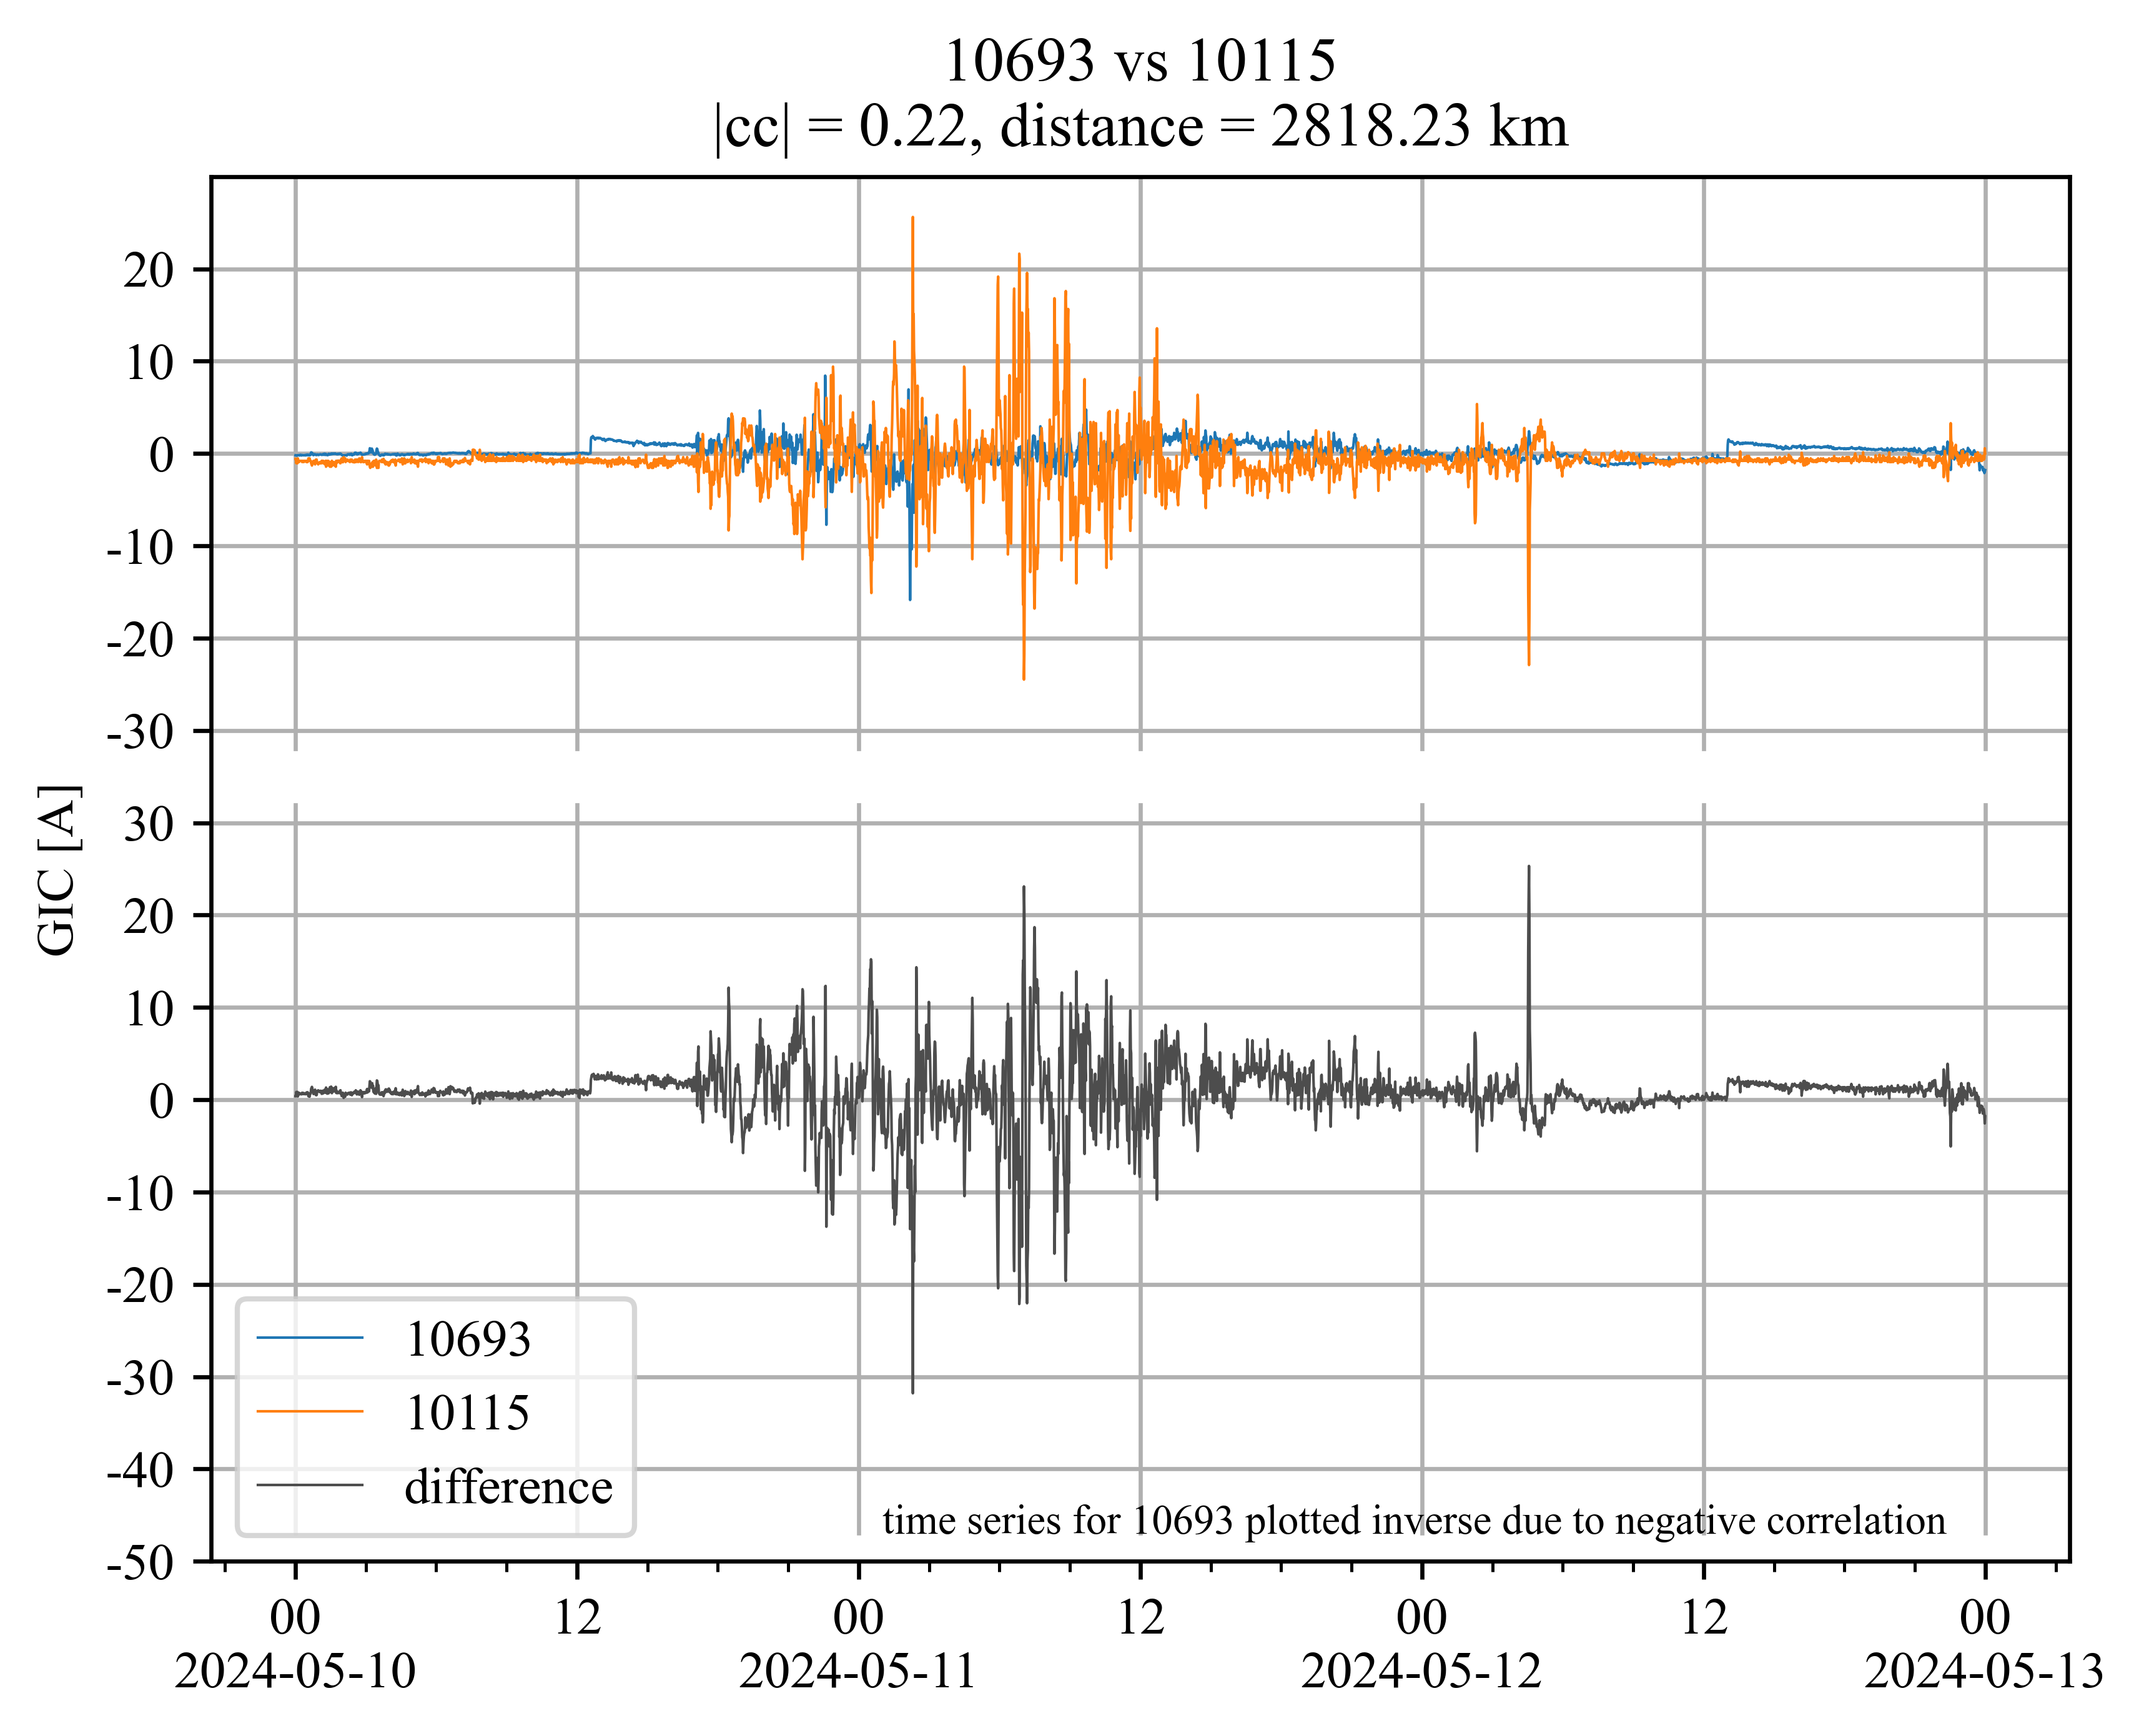 10693 vs 10115
|cc| = 0.22, distance = 2818.23 km
20
10
0
-10
-20
-30
30
20
10
0
-10
-20
-30
-40
-50
GIC [A]
10693
10115
difference
time series for 10693 plotted inverse due to negative correlation
00 12 00 12 00 12 00
2024-05-10 2024-05-11 2024-05-12 2024-05-13